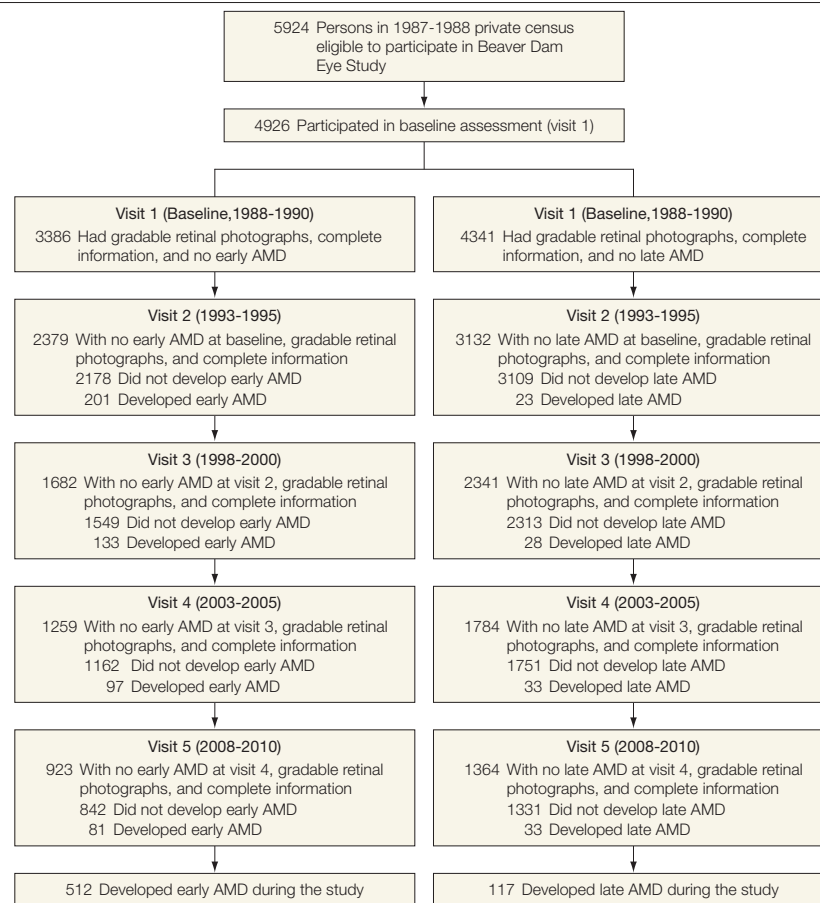 5924 Persons in 1987-1988 private census
eligible to participate in Beaver Dam
Eye Study
4926 Participated in baseline assessment (visit 1)
Visit 1 (Baseline,1988-1990)
3386 Had gradable retinal photographs, complete
information, and no early AMD
Visit 2 (1993-1995)
2379 With no early AMD at baseline, gradable retinal
photographs, and complete information
2178 Did not develop early AMD
201 Developed early AMD
Visit 3 (1998-2000)
1682 With no early AMD at visit 2, gradable retinal
photographs, and complete information
1549 Did not develop early AMD
133 Developed early AMD
Visit 4 (2003-2005)
1259 With no early AMD at visit 3, gradable retinal
photographs, and complete information
1162 Did not develop early AMD
97 Developed early AMD
Visit 5 (2008-2010)
923 With no early AMD at visit 4, gradable retinal
photographs, and complete information
842 Did not develop early AMD
81 Developed early AMD
512 Developed early AMD during the study
Visit 1 (Baseline,1988-1990)
4341 Had gradable retinal photographs, complete
information, and no late AMD
Visit 2 (1993-1995)
3132 With no late AMD at baseline, gradable retinal
photographs, and complete information
3109 Did not develop late AMD
23 Developed late AMD
Visit 3 (1998-2000)
2341 With no late AMD at visit 2, gradable retinal
photographs, and complete information
2313 Did not develop late AMD
28 Developed late AMD
Visit 4 (2003-2005)
1784 With no late AMD at visit 3, gradable retinal
photographs, and complete information
1751 Did not develop late AMD
33 Developed late AMD
Visit 5 (2008-2010)
1364 With no late AMD at visit 4, gradable retinal
photographs, and complete information
1331 Did not develop late AMD
33 Developed late AMD
117 Developed late AMD during the study